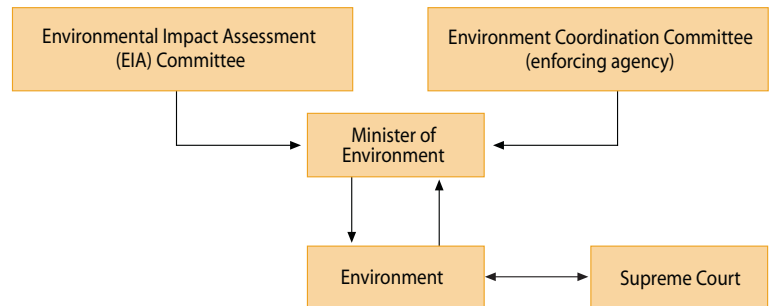 Environmental Impact Assessment
(EIA) Committee
Environment Coordination Committee
(enforcing agency)
Minister of
Environment
Environment
Supreme Court